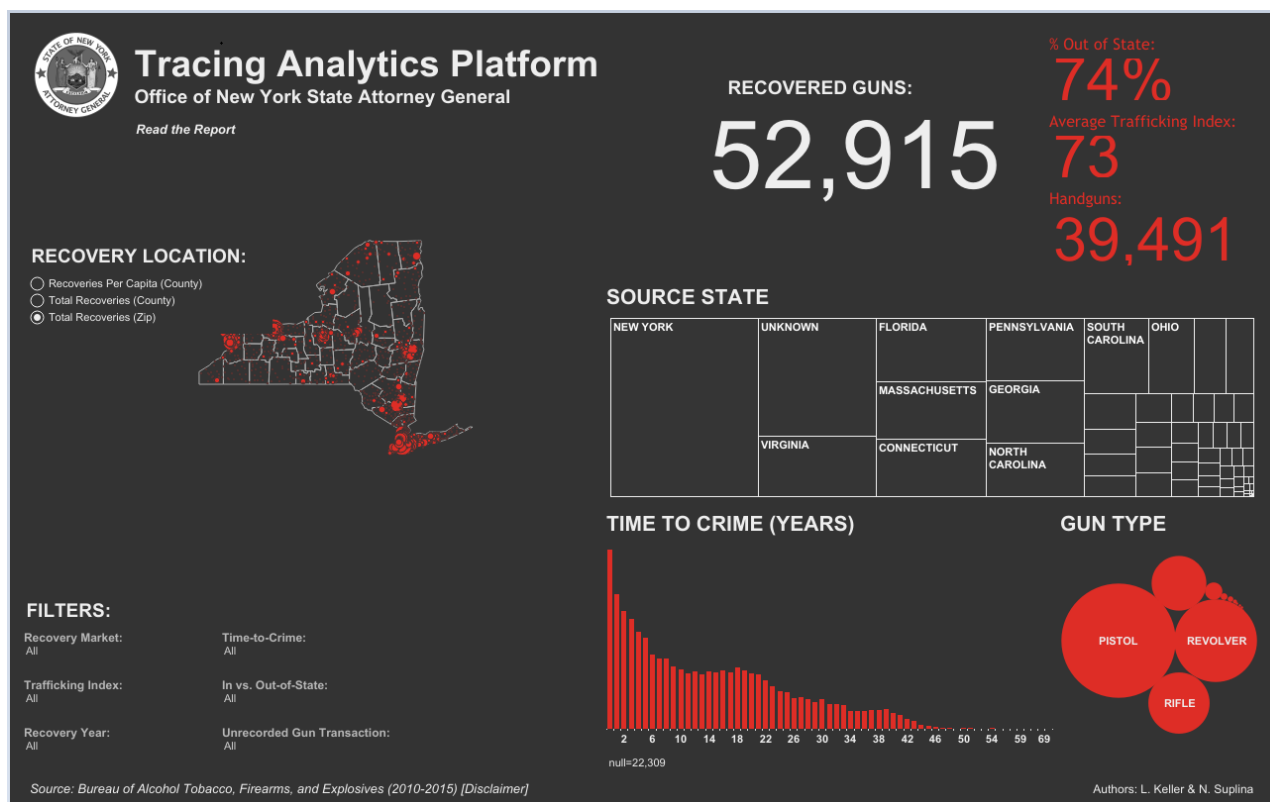 STATE OF NEW YORK
ATTORNEY GENERAL
Tracing Analytics Platform
Office of New York State Attorney General
Read the Report
RECOVERED GUNS:
52,915
% Out of State:
74%
Average Trafficking Index:
73
Handguns:
39,491
RECOVERY LOCATION:
Recoveries Per Capita (County)
Total Recoveries (County)
Total Recoveries (Zip)
SOURCE STATE
NEW YORK
UNKNOWN
FLORIDA
PENNSYLVANIA
SOUTH
CAROLINA
OHIO
MASSACHUSETTS
GEORGIA
VIRGINIA
CONNECTICUT
NORTH
CAROLINA
TIME TO CRIME (YEARS)
2 6 10 14 18 22 26 30 34 38 42 46 50 54 59 69
null=22,309
GUN TYPE
PISTOL
REVOLVER
RIFLE
FILTERS:
Recovery Market:
All
Time-to-Crime:
All
Trafficking Index:
All
In vs. Out-of-State:
All
Recovery Year:
All
Unrecorded Gun Transaction:
All
Source: Bureau of Alcohol Tobacco, Firearms, and Explosives (2010-2015) [Disclaimer]
Authors: L. Keller & N. Suplina